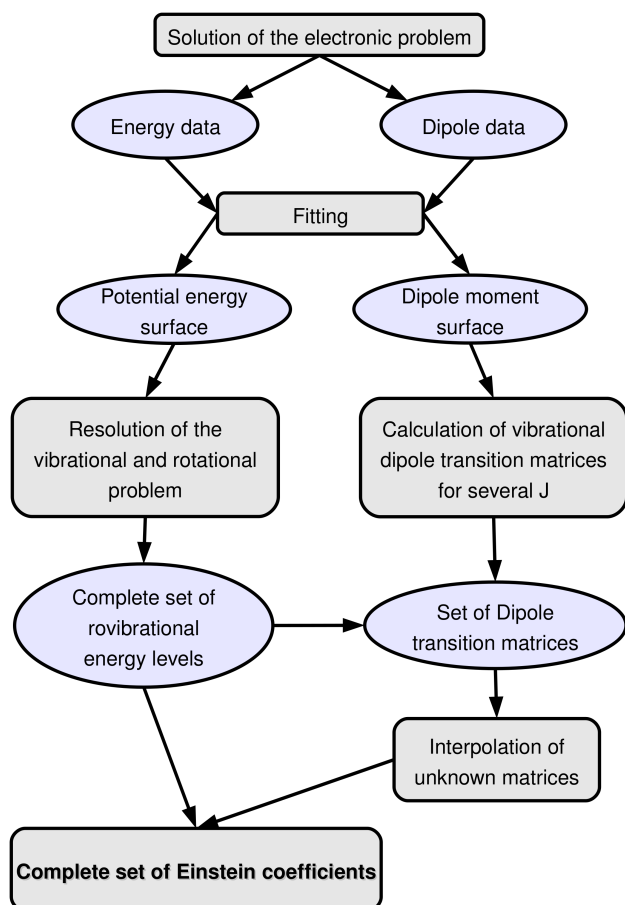 Solution of the electronic problem
Energy data
Dipole data
Fitting
Potential energy
surface
Dipole moment
surface
Resolution of the
vibrational and rotational
problem
Calculation of vibrational
dipole transition matrices
for several J
Complete set of
rovibrational
energy levels
Set of Dipole
transition matrices
Interpolation of
unknown matrices
Complete set of Einstein coefficients